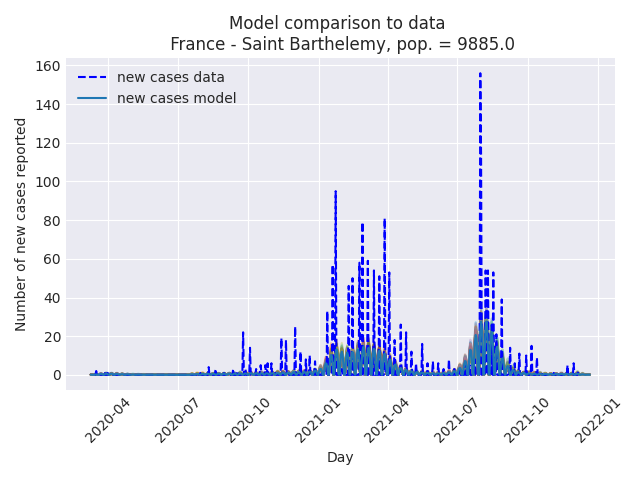 Model comparison to data
France - Saint Barthelemy, pop. = 9885.0
160
140
120
100
80
60
40
20
0
Number of new cases reported
new cases data
new cases model
2020-04
2020-07
2020-10
2021-01
2021-04
2021-07
2021-10
2022-01
Day